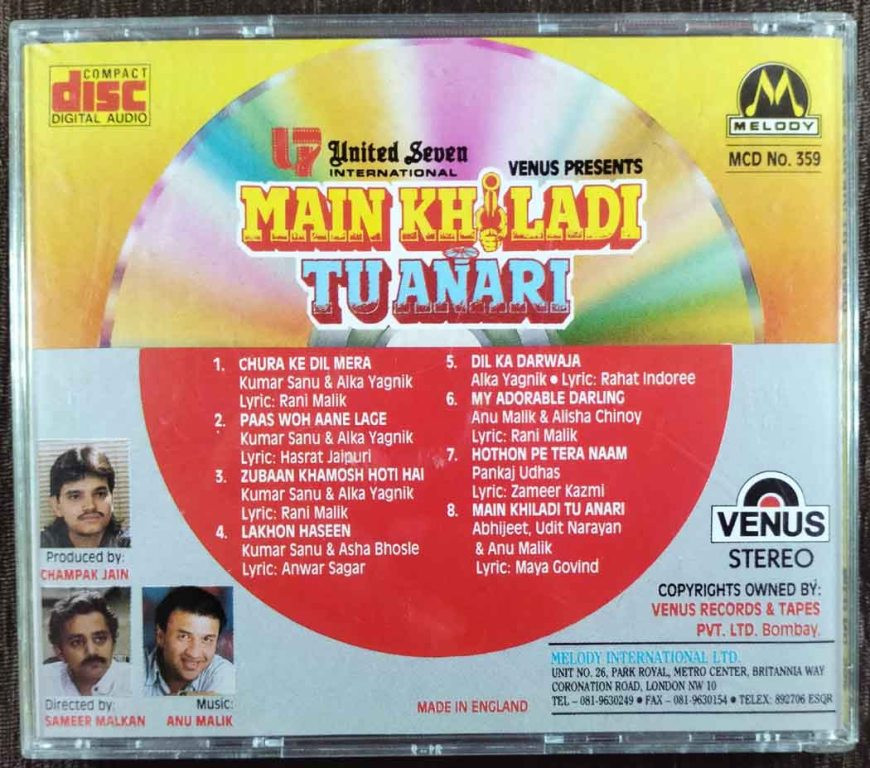 COMPACT
disc
DIGITAL AUDIO
MELODY
MCD No. 359
U7 United Seven
INTERNATIONAL
VENUS PRESENTS
MAIN KHILADI
TU ANARI
1. CHURA KE DIL MERA
Kumar Sanu & Alka Yagnik
Lyric: Rani Malik
2. PAAS WOH AANE LAGE
Kumar Sanu & Alka Yagnik
Lyric: Hasrat Jaipuri
3. ZUBAAN KHAMOSH HOTI HAI
Kumar Sanu & Alka Yagnik
Lyric: Rani Malik
4. LAKHON HASEEN
Kumar Sanu & Asha Bhosle
Lyric: Anwar Sagar
5. DIL KA DARWAJA
Alka Yagnik • Lyric: Rahat Indoree
6. MY ADORABLE DARLING
Anu Malik & Alisha Chinoy
Lyric: Rani Malik
7. HOTHON PE TERA NAAM
Pankaj Udhas
Lyric: Zameer Kazmi
8. MAIN KHILADI TU ANARI
Abhijeet, Udit Narayan
& Anu Malik
Lyric: Maya Govind
Produced by:
CHAMPAK JAIN
Directed by:
SAMEER MALKAN
Music:
ANU MALIK
VENUS
STEREO
COPYRIGHTS OWNED BY:
VENUS RECORDS & TAPES
PVT. LTD. Bombay.
MELODY INTERNATIONAL LTD.
UNIT NO. 26, PARK ROYAL, METRO CENTER, BRITANNIA WAY
CORONATION ROAD, LONDON NW 10
TEL – 081-9630249 • FAX – 081-9630154 • TELEX: 892706 ESQR
MADE IN ENGLAND